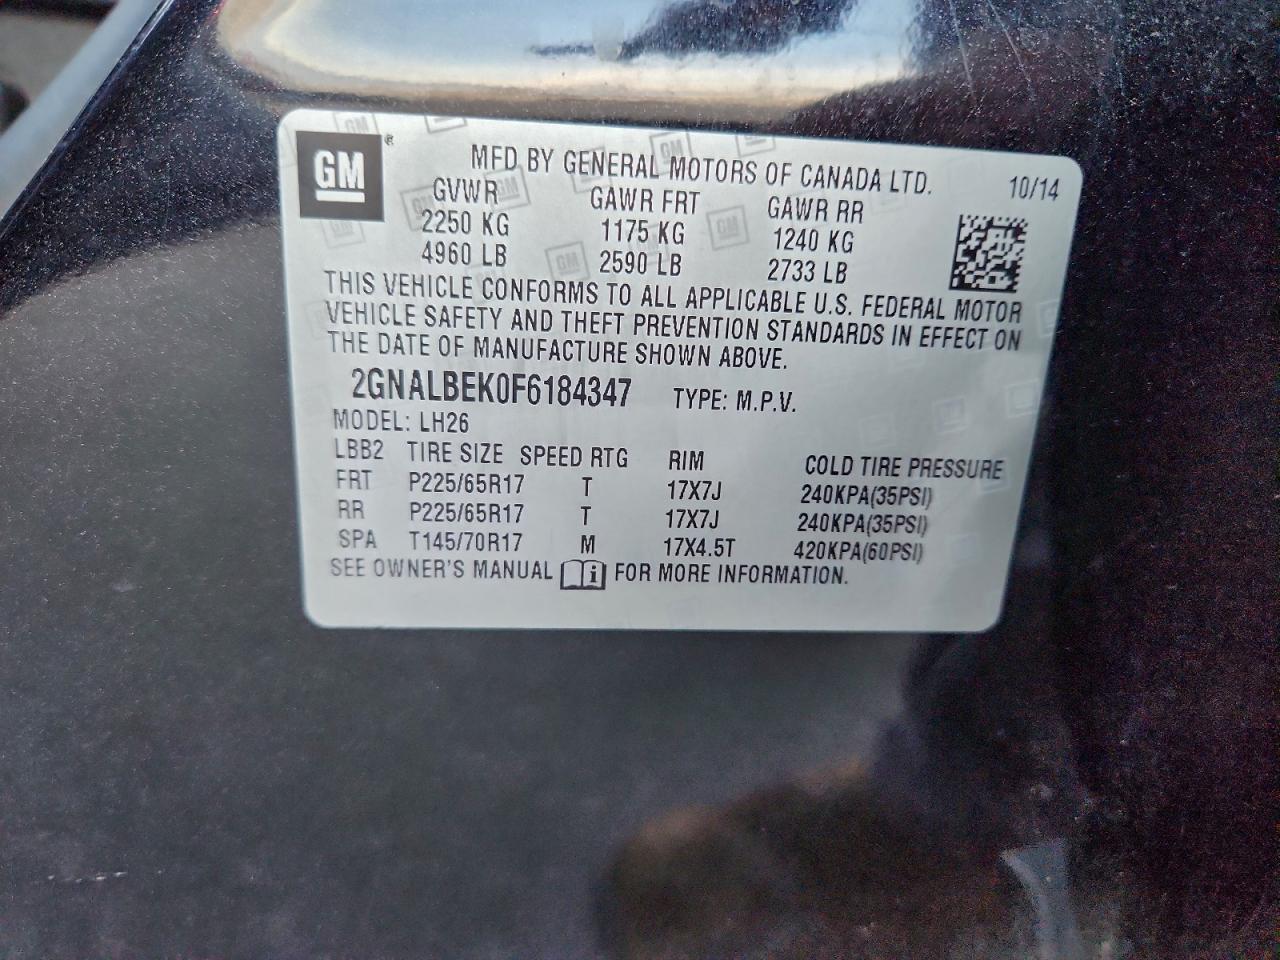 GM
MFD BY GENERAL MOTORS OF CANADA LTD. 10/14
GVWR GAWR FRT GAWR RR
2250 KG 1175 KG 1240 KG
4960 LB 2590 LB 2733 LB
THIS VEHICLE CONFORMS TO ALL APPLICABLE U.S. FEDERAL MOTOR
VEHICLE SAFETY AND THEFT PREVENTION STANDARDS IN EFFECT ON
THE DATE OF MANUFACTURE SHOWN ABOVE.
2GNALBEK0F6184347 TYPE: M.P.V.
MODEL: LH26
LBB2 TIRE SIZE SPEED RTG RIM COLD TIRE PRESSURE
FRT P225/65R17 T 17X7J 240KPA(35PSI)
RR P225/65R17 T 17X7J 240KPA(35PSI)
SPA T145/70R17 M 17X4.5T 420KPA(60PSI)
SEE OWNER'S MANUAL i FOR MORE INFORMATION.